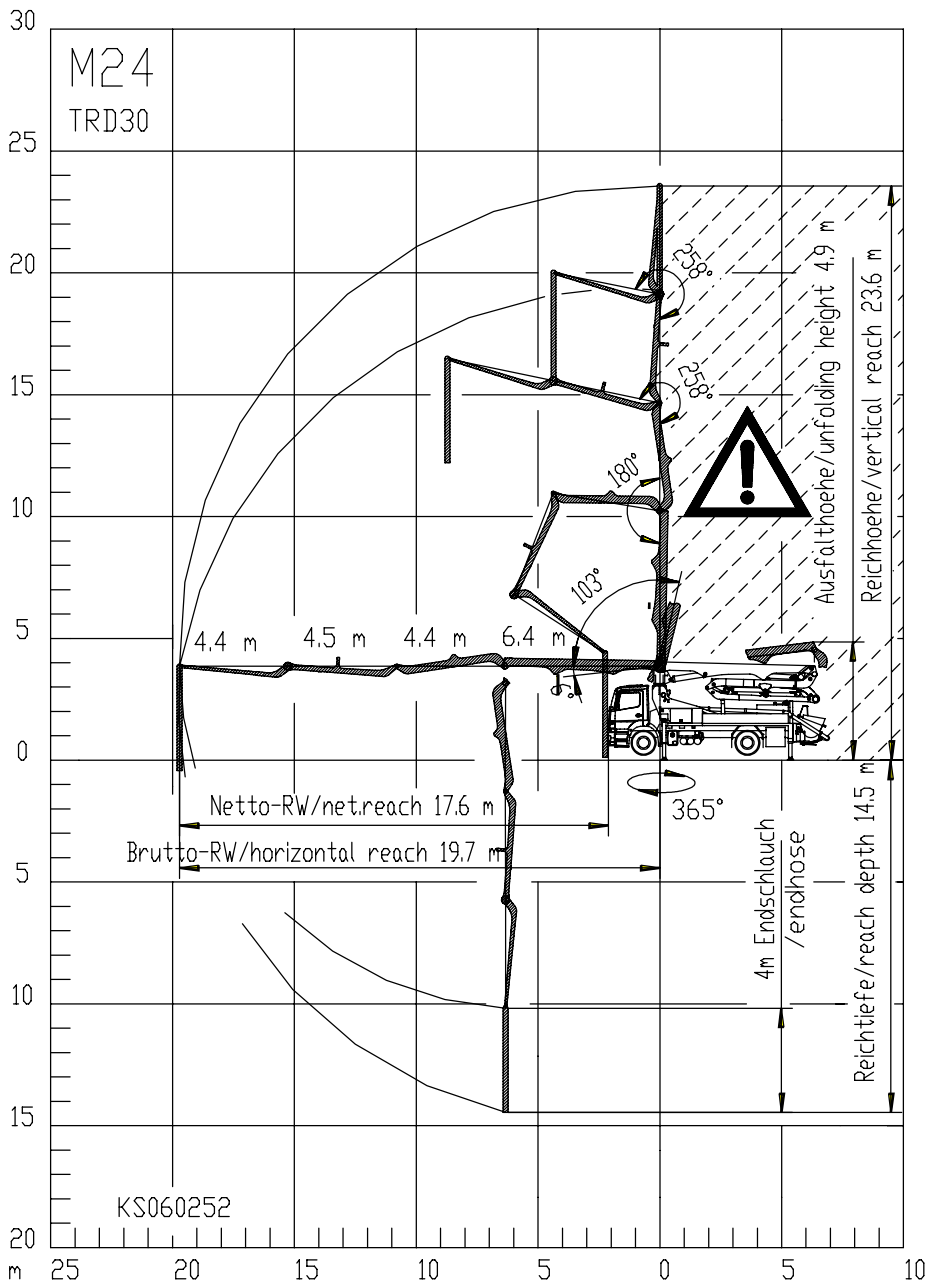 30
M24
TRD30
25
20
15
10
5
0
5
10
15
20
m
25
20
15
10
5
0
5
10
258°
258°
180°
103°
9°
4.4 m
4.5 m
4.4 m
6.4 m
Ausfalthoehe/unfolding height 4.9 m
Reichhoehe/vertical reach 23.6 m
365°
Netto-RW/net.reach 17.6 m
Brutto-RW/horizontal reach 19.7 m
4m Endschlauch
/endhose
Reichtiefe/reach depth 14.5 m
KS060252